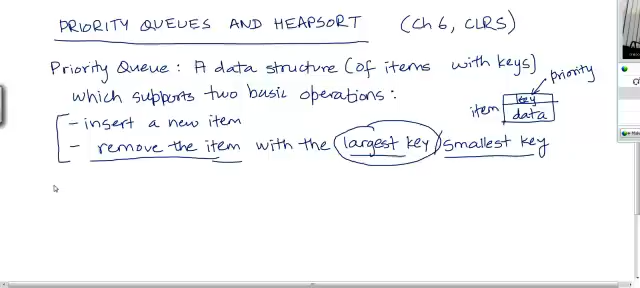 PRIORITY QUEUES AND HEAPSORT (Ch 6, CLRS)
Priority Queue: A data structure (of items with keys)
which supports two basic operations:
priority
item key
data
- insert a new item
- remove the item with the largest key/smallest key